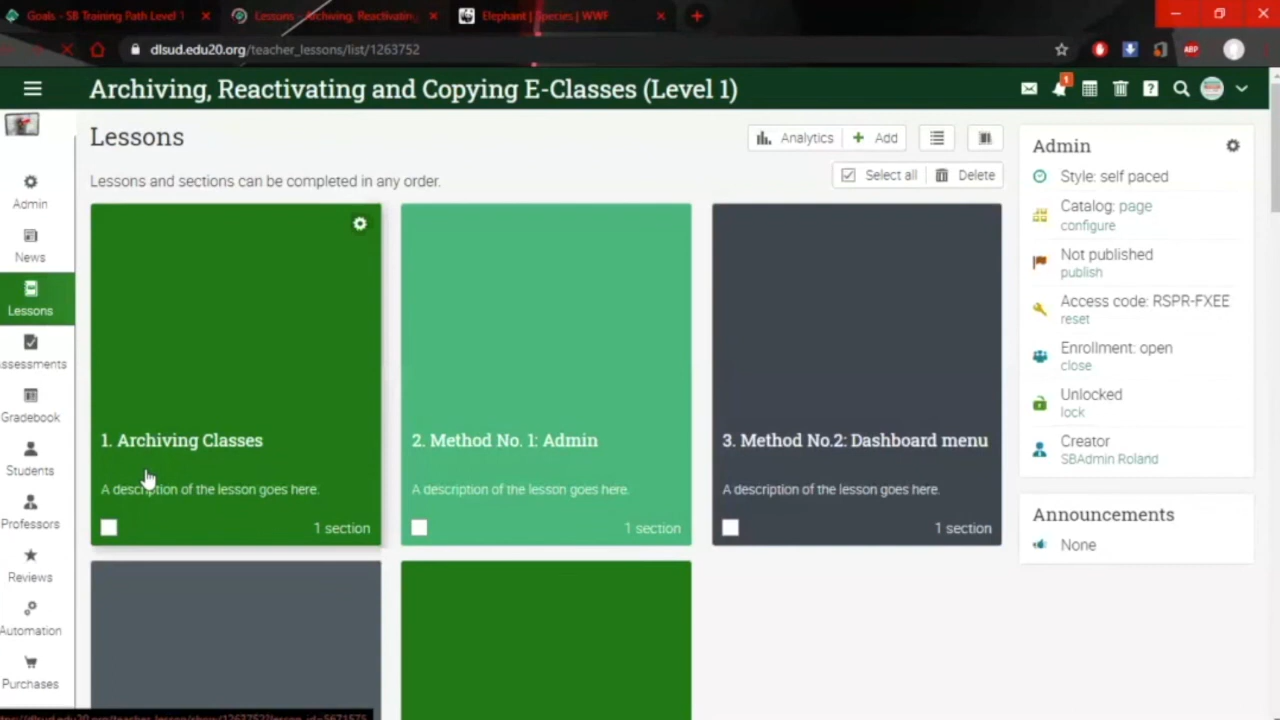 Goals - SB Training Path Level 1
Lessons - Archiving, Reactivating
Elephant | Species | WWF
dlsud.edu20.org/teacher_lessons/list/1263752
ABP
Archiving, Reactivating and Copying E-Classes (Level 1)
1
Lessons
Analytics
Add
Lessons and sections can be completed in any order.
Select all
Delete
Admin
News
Lessons
ssessments
Gradebook
Students
Professors
Reviews
Automation
Purchases
1. Archiving Classes
A description of the lesson goes here.
1 section
2. Method No. 1: Admin
A description of the lesson goes here.
1 section
3. Method No.2: Dashboard menu
A description of the lesson goes here.
1 section
Admin
Style: self paced
Catalog: page
configure
Not published
publish
Access code: RSPR-FXEE
reset
Enrollment: open
close
Unlocked
lock
Creator
SBAdmin Roland
Announcements
None